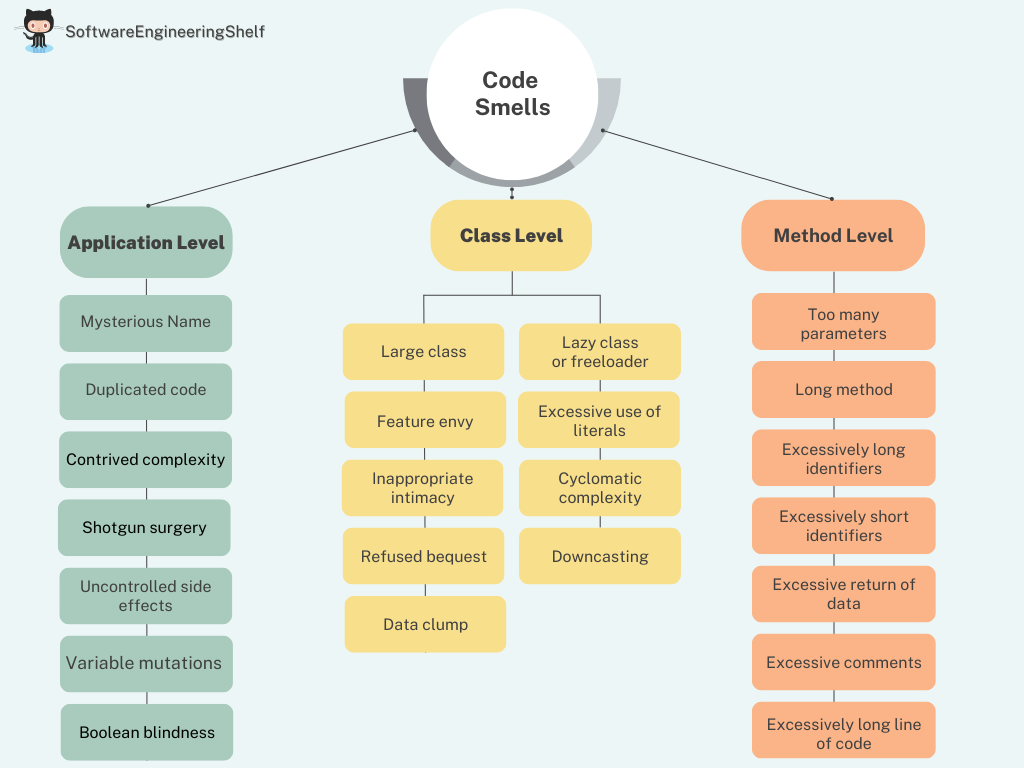 SoftwareEngineeringShelf
Code
Smells
Application Level
Mysterious Name
Duplicated code
Contrived complexity
Shotgun surgery
Uncontrolled side
effects
Variable mutations
Boolean blindness
Class Level
Large class
Feature envy
Inappropriate
intimacy
Refused bequest
Data clump
Lazy class
or freeloader
Excessive use of
literals
Cyclomatic
complexity
Downcasting
Method Level
Too many
parameters
Long method
Excessively long
identifiers
Excessively short
identifiers
Excessive return of
data
Excessive comments
Excessively long line
of code